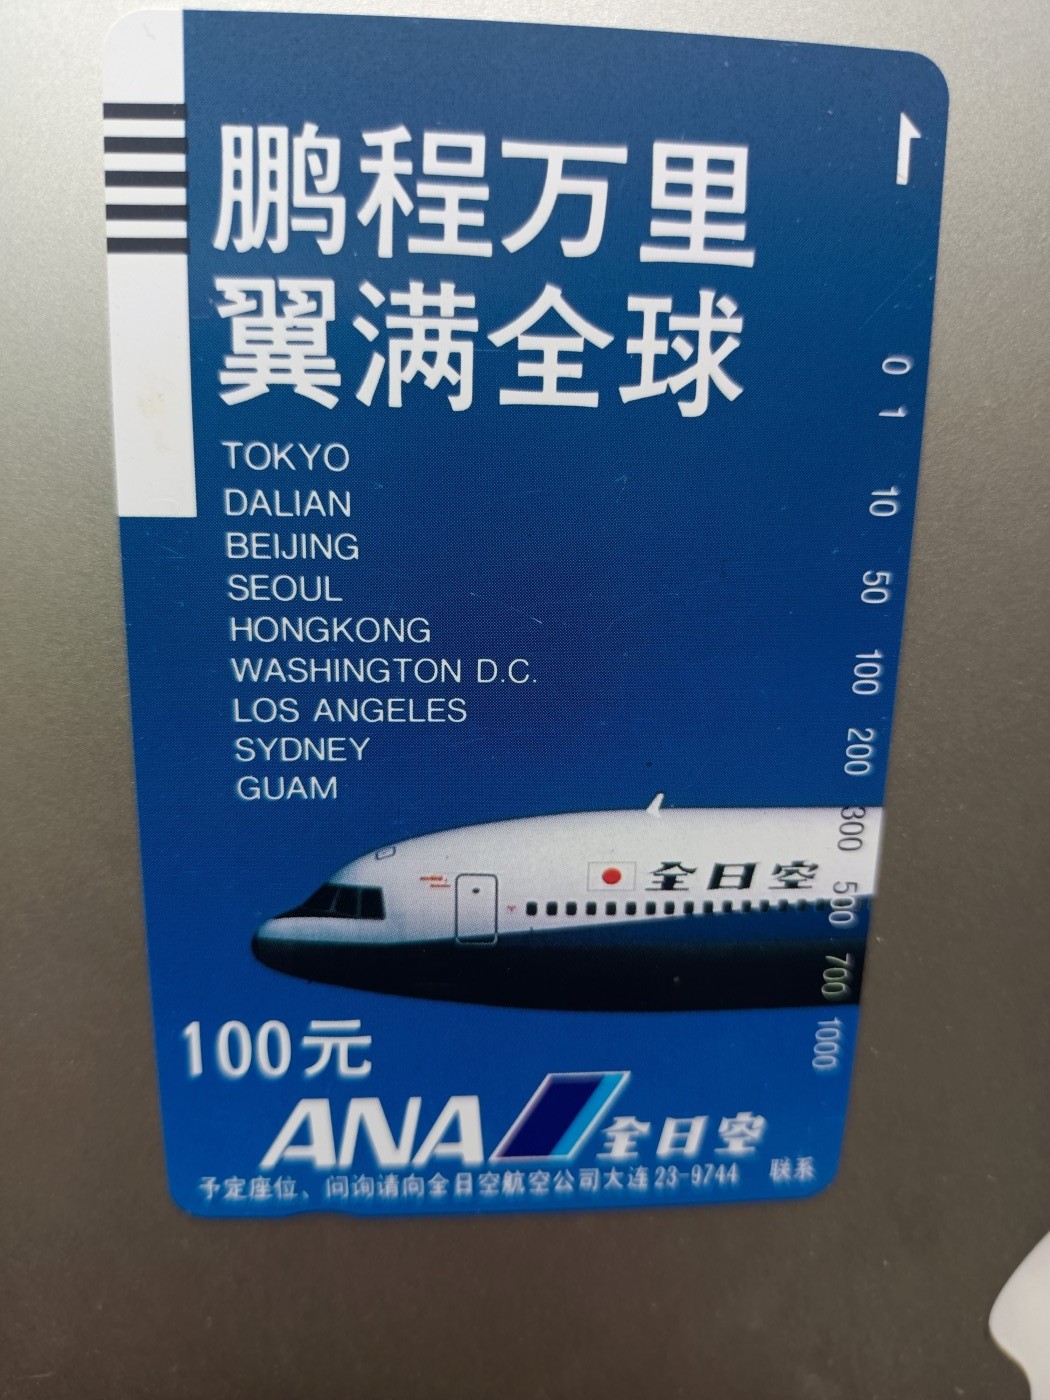 鹏程万里
翼满全球
TOKYO
DALIAN
BEIJING
SEOUL
HONGKONG
WASHINGTON D.C.
LOS ANGELES
SYDNEY
GUAM
0
1
10
50
100
200
300
500
700
1000
全日空
100元
ANA 全日空
予定座位、问询请向全日空航空公司大连23-9744 联系